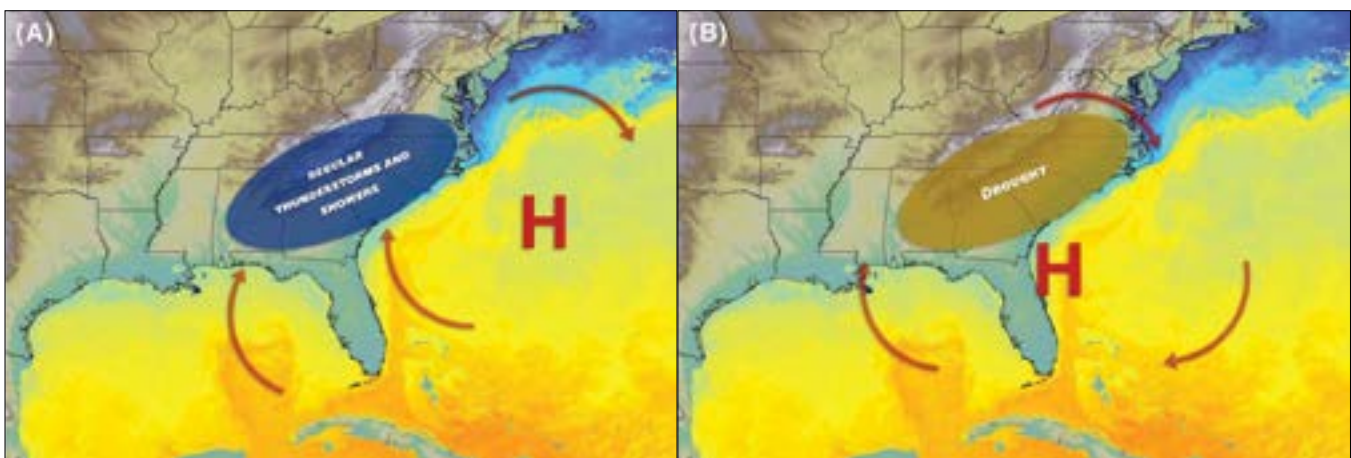 (A)
REGULAR
THUNDERSTORMS AND
SHOWERS
H
(B)
DROUGHT
H